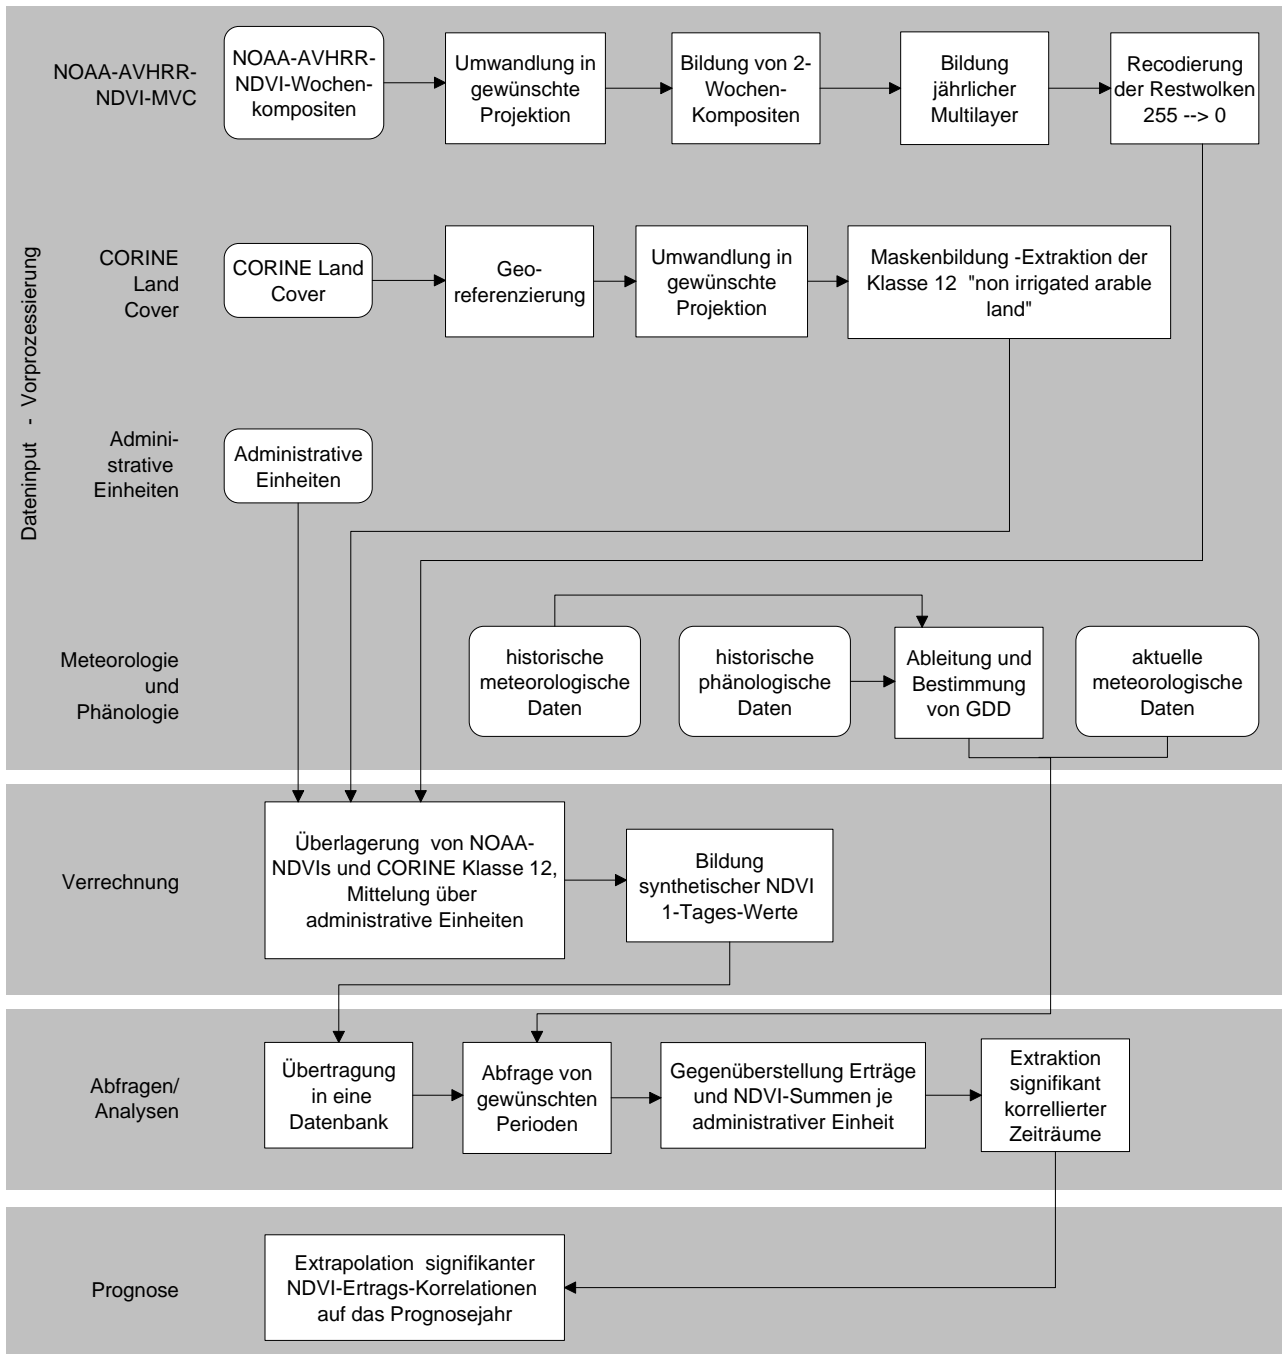 NOAA-AVHRR-
NDVI-MVC
NOAA-AVHRR-
NDVI-Wochen-
kompositen
Umwandlung in
gewünschte
Projektion
Bildung von 2-
Wochen-
Kompositen
Bildung
jährlicher
Multilayer
Recodierung
der Restwolken
255 --> 0
Dateninput - Vorprozessierung
CORINE
Land
Cover
CORINE Land
Cover
Geo-
referenzierung
Umwandlung in
gewünschte
Projektion
Maskenbildung -Extraktion der
Klasse 12 "non irrigated arable
land"
Admini-
strative
Einheiten
Administrative
Einheiten
Meteorologie
und
Phänologie
historische
meteorologische
Daten
historische
phänologische
Daten
Ableitung und
Bestimmung
von GDD
aktuelle
meteorologische
Daten
Verrechnung
Überlagerung von NOAA-
NDVIs und CORINE Klasse 12,
Mittelung über
administrative Einheiten
Bildung
synthetischer NDVI
1-Tages-Werte
Abfragen/
Analysen
Übertragung
in eine
Datenbank
Abfrage von
gewünschten
Perioden
Gegenüberstellung Erträge
und NDVI-Summen je
administrativer Einheit
Extraktion
signifikant
korrellierter
Zeiträume
Prognose
Extrapolation signifikanter
NDVI-Ertrags-Korrelationen
auf das Prognosejahr